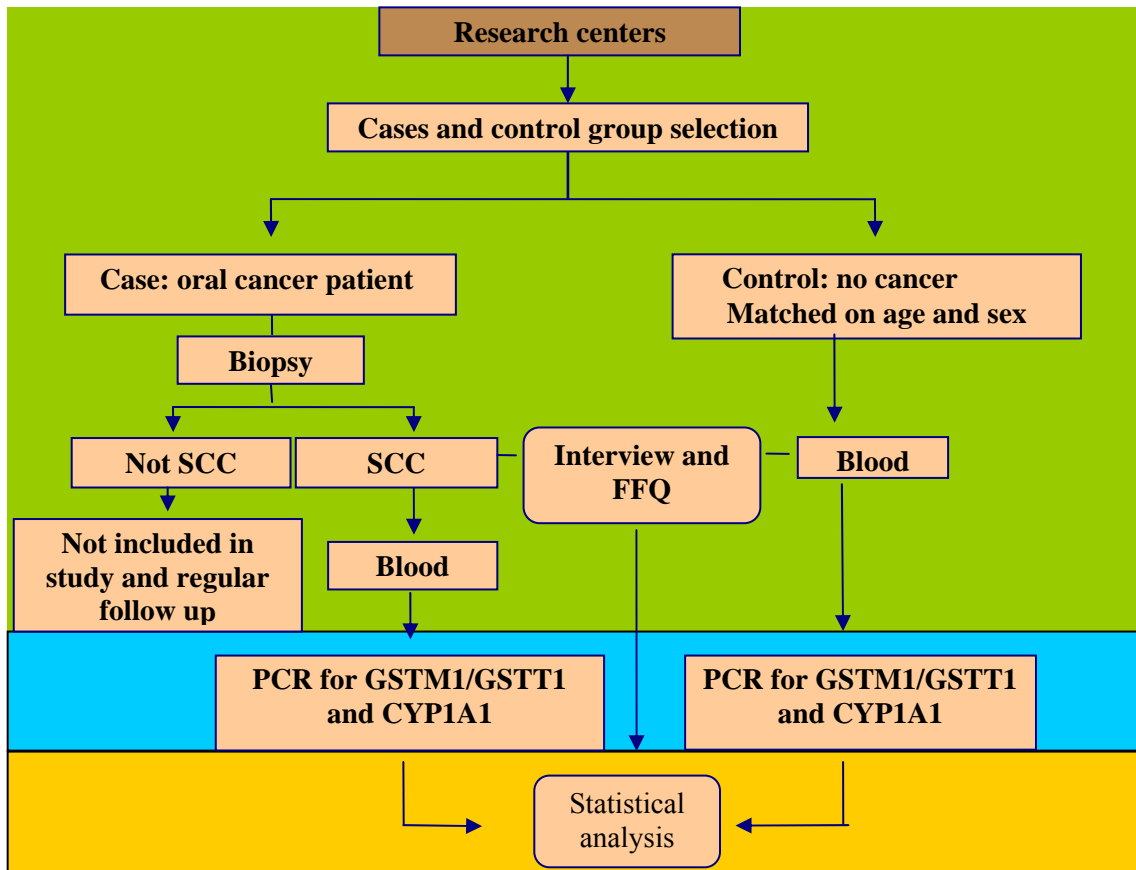 Research centers
Cases and control group selection
Case: oral cancer patient
Control: no cancer
Matched on age and sex
Biopsy
Not SCC
SCC
Interview and
FFQ
Blood
Not included in
study and regular
follow up
Blood
PCR for GSTM1/GSTT1
and CYP1A1
PCR for GSTM1/GSTT1
and CYP1A1
Statistical
analysis